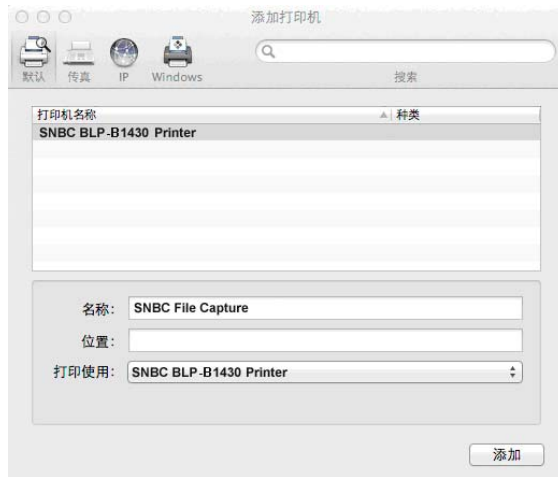 添加打印机
默认 传真 IP Windows 搜索
打印机名称 种类
SNBC BLP-B1430 Printer
名称: SNBC File Capture
位置:
打印使用: SNBC BLP-B1430 Printer
添加